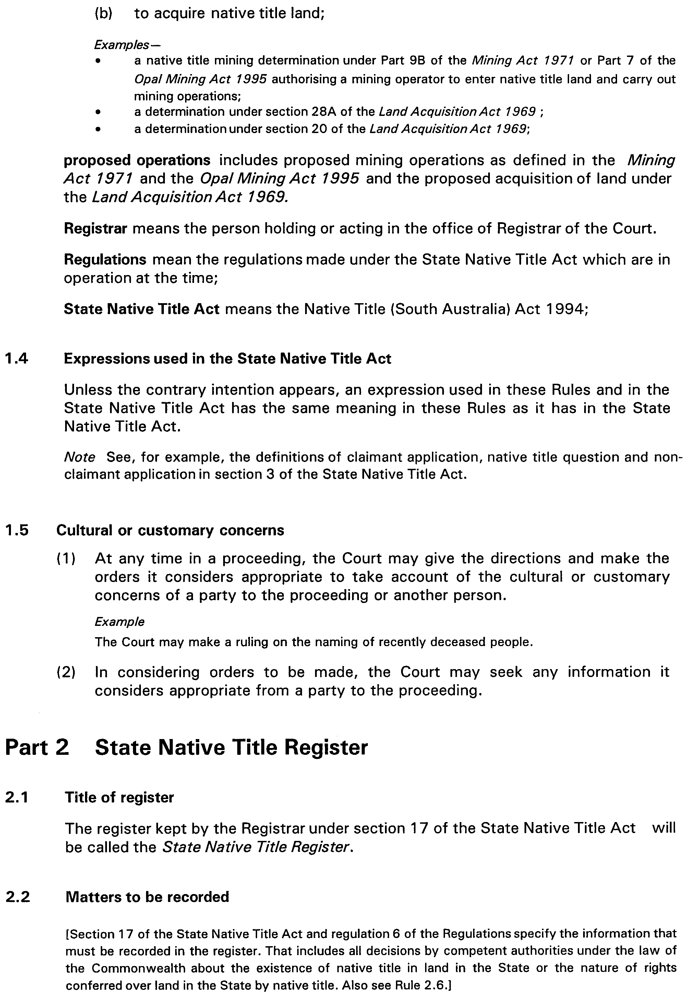 (b) to acquire native title land;
Examples—
• a native title mining determination under Part 9B of the Mining Act 1971 or Part 7 of the
Opal Mining Act 1995 authorising a mining operator to enter native title land and carry out
mining operations;
• a determination under section 28A of the Land Acquisition Act 1969 ;
• a determination under section 20 of the Land Acquisition Act 1969;
proposed operations includes proposed mining operations as defined in the Mining
Act 1971 and the Opal Mining Act 1995 and the proposed acquisition of land under
the Land Acquisition Act 1969.
Registrar means the person holding or acting in the office of Registrar of the Court.
Regulations mean the regulations made under the State Native Title Act which are in
operation at the time;
State Native Title Act means the Native Title (South Australia) Act 1994;
1.4 Expressions used in the State Native Title Act
Unless the contrary intention appears, an expression used in these Rules and in the
State Native Title Act has the same meaning in these Rules as it has in the State
Native Title Act.
Note See, for example, the definitions of claimant application, native title question and non-
claimant application in section 3 of the State Native Title Act.
1.5 Cultural or customary concerns
(1) At any time in a proceeding, the Court may give the directions and make the
orders it considers appropriate to take account of the cultural or customary
concerns of a party to the proceeding or another person.
Example
The Court may make a ruling on the naming of recently deceased people.
(2) In considering orders to be made, the Court may seek any information it
considers appropriate from a party to the proceeding.
Part 2 State Native Title Register
2.1 Title of register
The register kept by the Registrar under section 17 of the State Native Title Act will
be called the State Native Title Register.
2.2 Matters to be recorded
[Section 17 of the State Native Title Act and regulation 6 of the Regulations specify the information that
must be recorded in the register. That includes all decisions by competent authorities under the law of
the Commonwealth about the existence of native title in land in the State or the nature of rights
conferred over land in the State by native title. Also see Rule 2.6.]